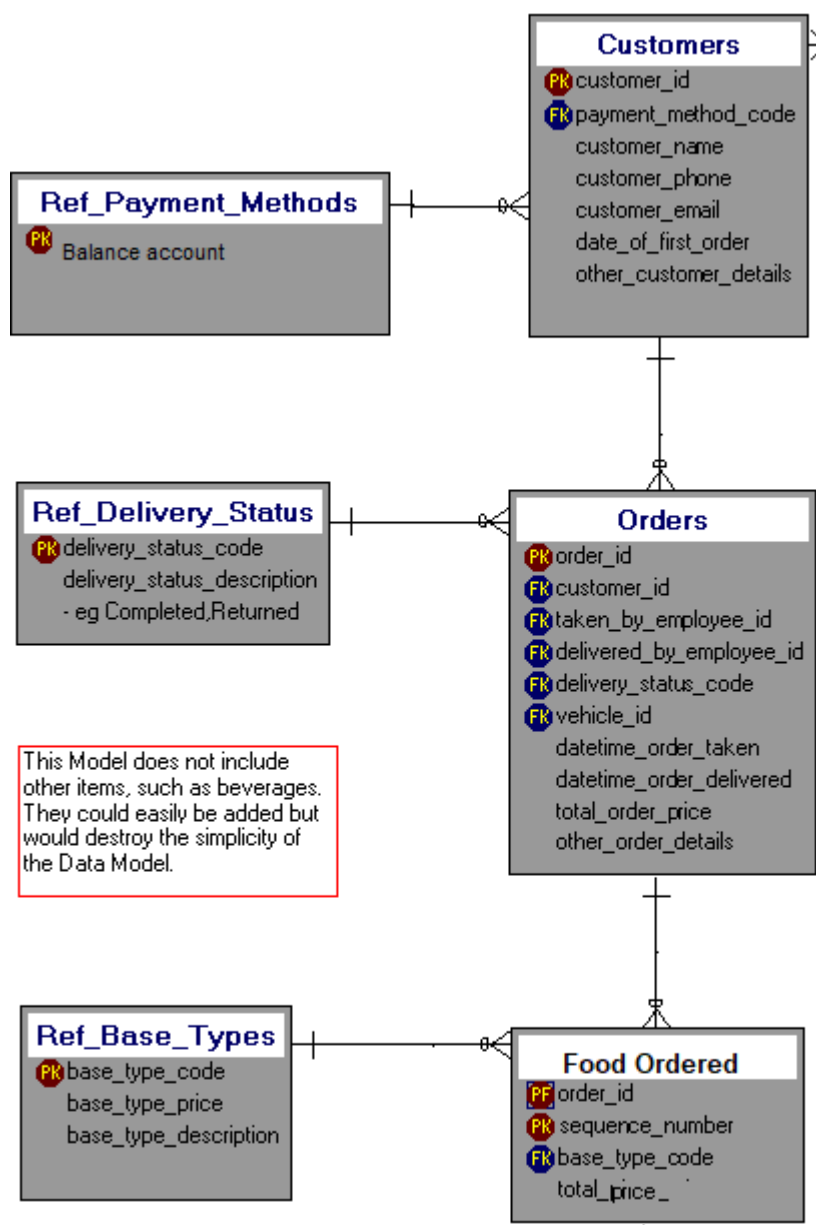 Customers
PK customer_id
FK payment_method_code
customer_name
customer_phone
customer_email
date_of_first_order
other_customer_details
Ref_Payment_Methods
PK Balance account
Ref_Delivery_Status
PK delivery_status_code
delivery_status_description
- eg Completed,Returned
Orders
PK order_id
FK customer_id
FK taken_by_employee_id
FK delivered_by_employee_id
FK delivery_status_code
FK vehicle_id
datetime_order_taken
datetime_order_delivered
total_order_price
other_order_details
This Model does not include
other items, such as beverages.
They could easily be added but
would destroy the simplicity of
the Data Model.
Ref_Base_Types
PK base_type_code
base_type_price
base_type_description
Food Ordered
PF order_id
PK sequence_number
FK base_type_code
total_price_